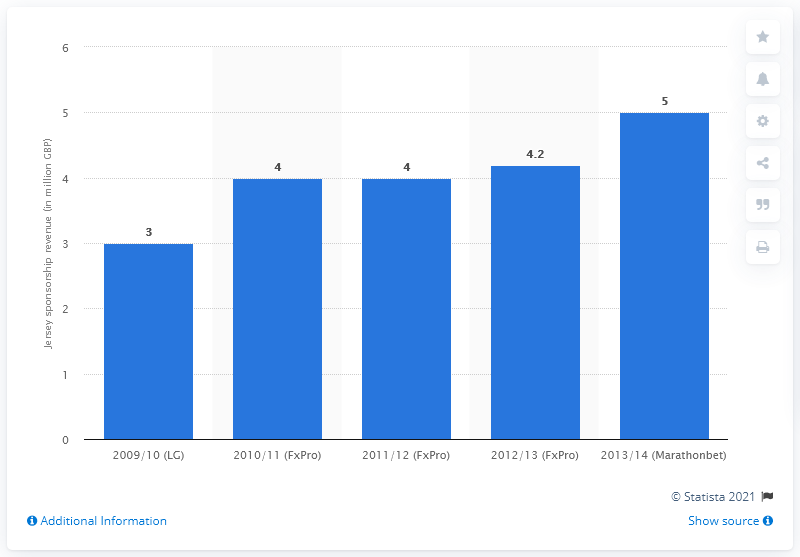 Jersey sponsorship revenue (in million GBP)
6
5
4
3
2
1
0
3
4
4
4.2
5
2009/10 (LG)
2010/11 (FxPro)
2011/12 (FxPro)
2012/13 (FxPro)
2013/14 (Marathonbet)
© Statista 2021
Additional Information
Show source